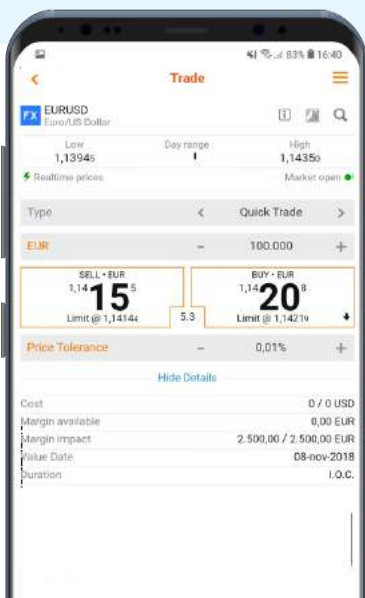 83% 16:40
Trade
FX EURUSD
Euro/US Dollar
Low Day range High
1,13945 1,14350
Realtime prices Market open
Type < Quick Trade >
EUR - 100.000 +
SELL • EUR BUY • EUR
1,14 15 5 1,14 20 8
Limit @ 1,14144 5.3 Limit @ 1,14219
Price Tolerance - 0,01% +
Hide Details
Cost 0 / 0 USD
Margin available 0,00 EUR
Margin impact 2.500,00 / 2.500,00 EUR
Value Date 08-nov-2018
Duration I.O.C.